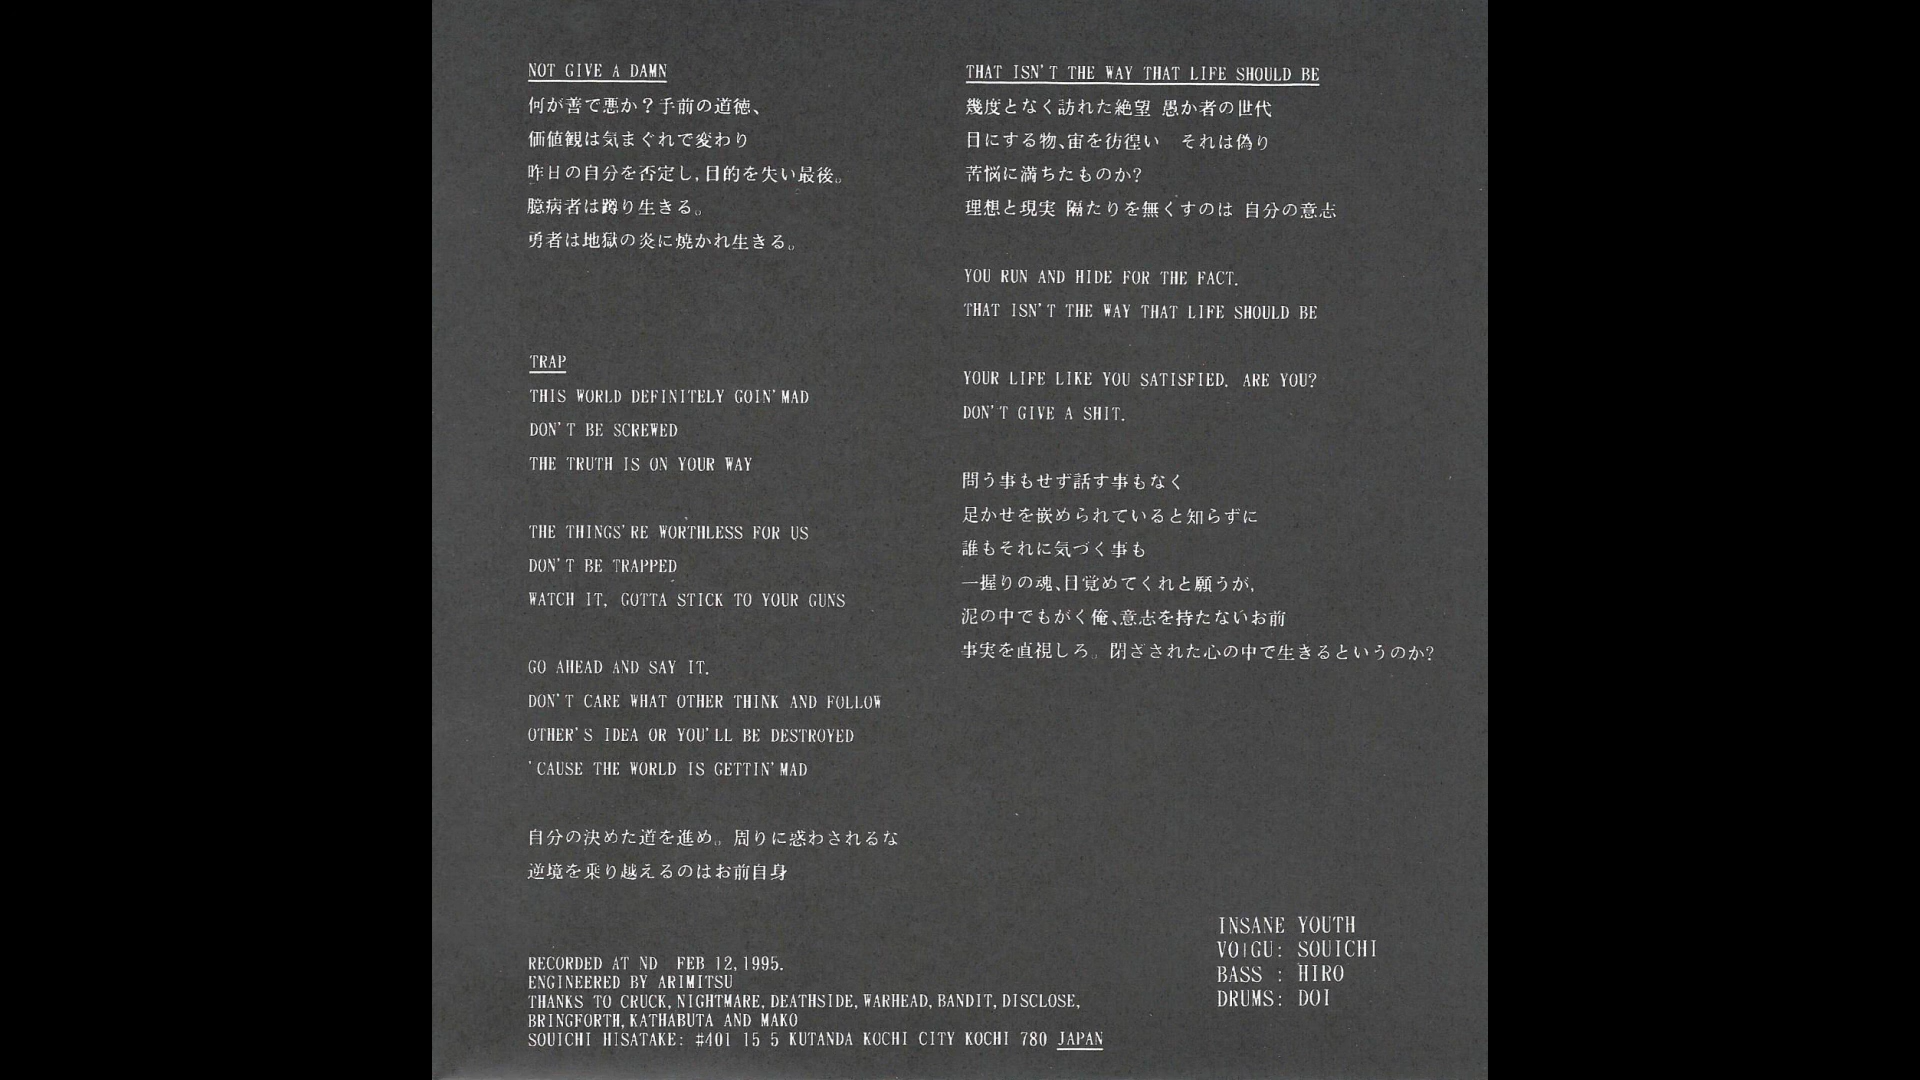 NOT GIVE A DAMN
何が善で悪か？手前の道徳、
価値観は気まぐれで変わり
昨日の自分を否定し,目的を失い最後。
臆病者は蹲り生きる。
勇者は地獄の炎に焼かれ生きる。
TRAP
THIS WORLD DEFINITELY GOIN'MAD
DON'T BE SCREWED
THE TRUTH IS ON YOUR WAY
THE THINGS'RE WORTHLESS FOR US
DON'T BE TRAPPED
WATCH IT, GOTTA STICK TO YOUR GUNS
GO AHEAD AND SAY IT.
DON'T CARE WHAT OTHER THINK AND FOLLOW
OTHER'S IDEA OR YOU'LL BE DESTROYED
'CAUSE THE WORLD IS GETTIN'MAD
自分の決めた道を進め。周りに惑わされるな
逆境を乗り越えるのはお前自身
THAT ISN'T THE WAY THAT LIFE SHOULD BE
幾度となく訪れた絶望 愚か者の世代
目にする物､宙を彷徨い　それは偽り
苦悩に満ちたものか?
理想と現実 隔たりを無くすのは 自分の意志
YOU RUN AND HIDE FOR THE FACT.
THAT ISN'T THE WAY THAT LIFE SHOULD BE
YOUR LIFE LIKE YOU SATISFIED. ARE YOU?
DON'T GIVE A SHIT.
問う事もせず話す事もなく
足かせを嵌められていると知らずに
誰もそれに気づく事も
一握りの魂､目覚めてくれと願うが,
泥の中でもがく俺､意志を持たないお前
事実を直視しろ。閉ざされた心の中で生きるというのか?
RECORDED AT ND  FEB 12,1995.
ENGINEERED BY ARIMITSU
THANKS TO CRUCK,NIGHTMARE,DEATHSIDE,WARHEAD,BANDIT,DISCLOSE,
BRINGFORTH,KATHABUTA AND MAKO
SOUICHI HISATAKE: #401 15 5 KUTANDA KOCHI CITY KOCHI 780 JAPAN
INSANE YOUTH
VO|GU: SOUICHI
BASS : HIRO
DRUMS: DOI